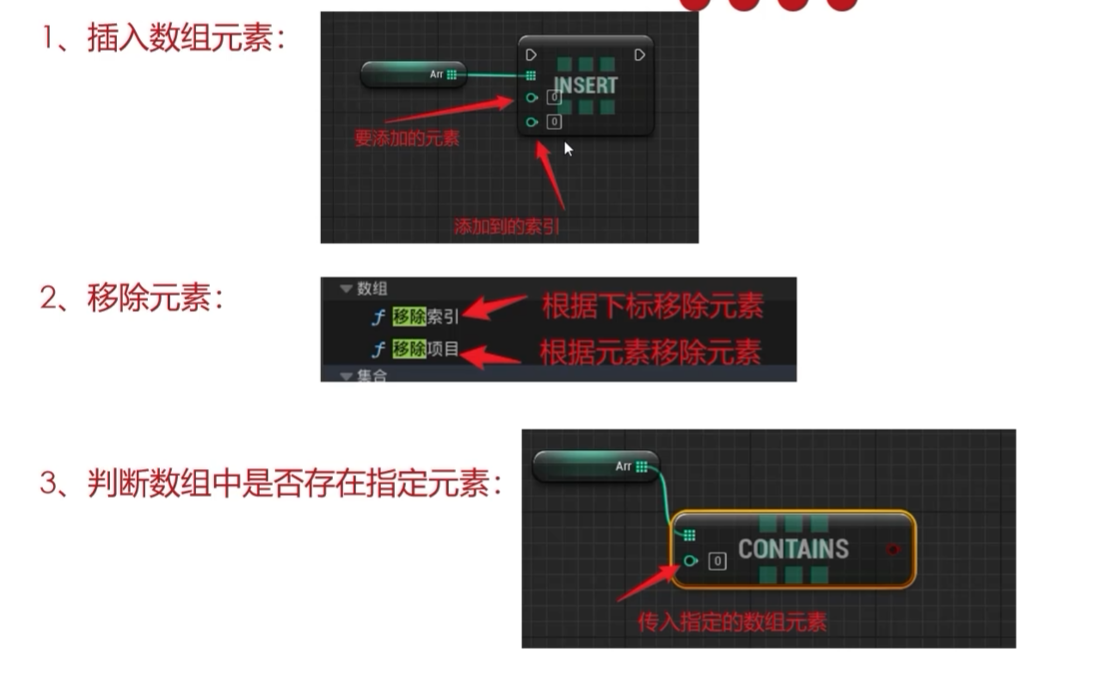 1、插入数组元素：
Arr
INSERT
0
0
要添加的元素
添加到的索引
2、移除元素：
数组
f 移除索引
根据下标移除元素
f 移除项目
根据元素移除元素
集合
3、判断数组中是否存在指定元素：
Arr
CONTAINS
0
传入指定的数组元素